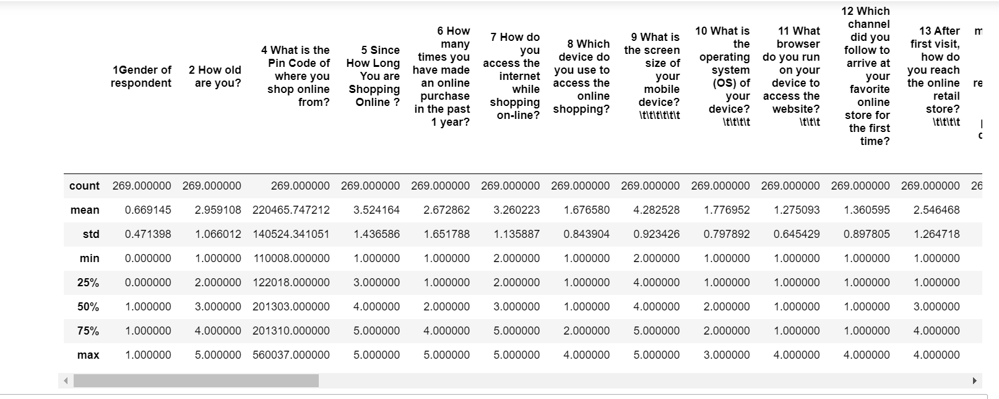 1Gender of
respondent
2 How old
are you?
4 What is the
Pin Code of
where you
shop online
from?
5 Since
How Long
You are
Shopping
Online ?
6 How
many
times you
have made
an online
purchase
in the past
1 year?
7 How do
you
access the
internet
while
shopping
on-line?
8 Which
device do
you use to
access the
online
shopping?
9 What is
the screen
size of
your
mobile
device?
\t\t\t\t\t\t
10 What is
the
operating
system
(OS) of
your
device?
\t\t\t\t
11 What
browser
do you run
on your
device to
access the
website?
\t\t\t
12 Which
channel
did you
follow to
arrive at
your
favorite
online
store for
the first
time?
13 After
first visit,
how do
you reach
the online
retail
store?
\t\t\t\t
re
count 269.000000 269.000000 269.000000 269.000000 269.000000 269.000000 269.000000 269.000000 269.000000 269.000000 269.000000 269.000000 26
mean 0.669145 2.959108 220465.747212 3.524164 2.672862 3.260223 1.676580 4.282528 1.776952 1.275093 1.360595 2.546468
std 0.471398 1.066012 140524.341051 1.436586 1.651788 1.135887 0.843904 0.923426 0.797892 0.645429 0.897805 1.264718
min 0.000000 1.000000 110008.000000 1.000000 1.000000 2.000000 1.000000 2.000000 1.000000 1.000000 1.000000 1.000000
25% 0.000000 2.000000 122018.000000 3.000000 1.000000 2.000000 1.000000 4.000000 1.000000 1.000000 1.000000 1.000000
50% 1.000000 3.000000 201303.000000 4.000000 2.000000 3.000000 1.000000 4.000000 2.000000 1.000000 1.000000 3.000000
75% 1.000000 4.000000 201310.000000 5.000000 4.000000 5.000000 2.000000 5.000000 2.000000 1.000000 1.000000 4.000000
max 1.000000 5.000000 560037.000000 5.000000 5.000000 5.000000 4.000000 5.000000 3.000000 4.000000 4.000000 4.000000